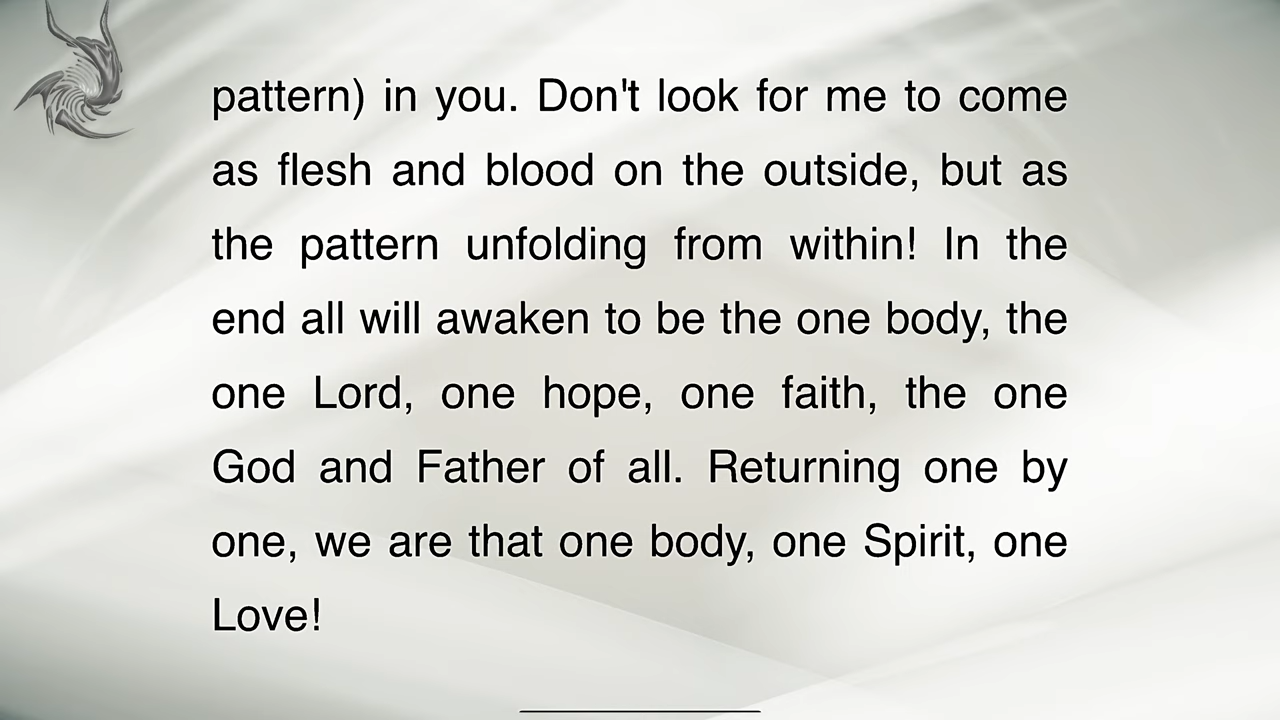 pattern) in you. Don't look for me to come
as flesh and blood on the outside, but as
the pattern unfolding from within! In the
end all will awaken to be the one body, the
one Lord, one hope, one faith, the one
God and Father of all. Returning one by
one, we are that one body, one Spirit, one
Love!